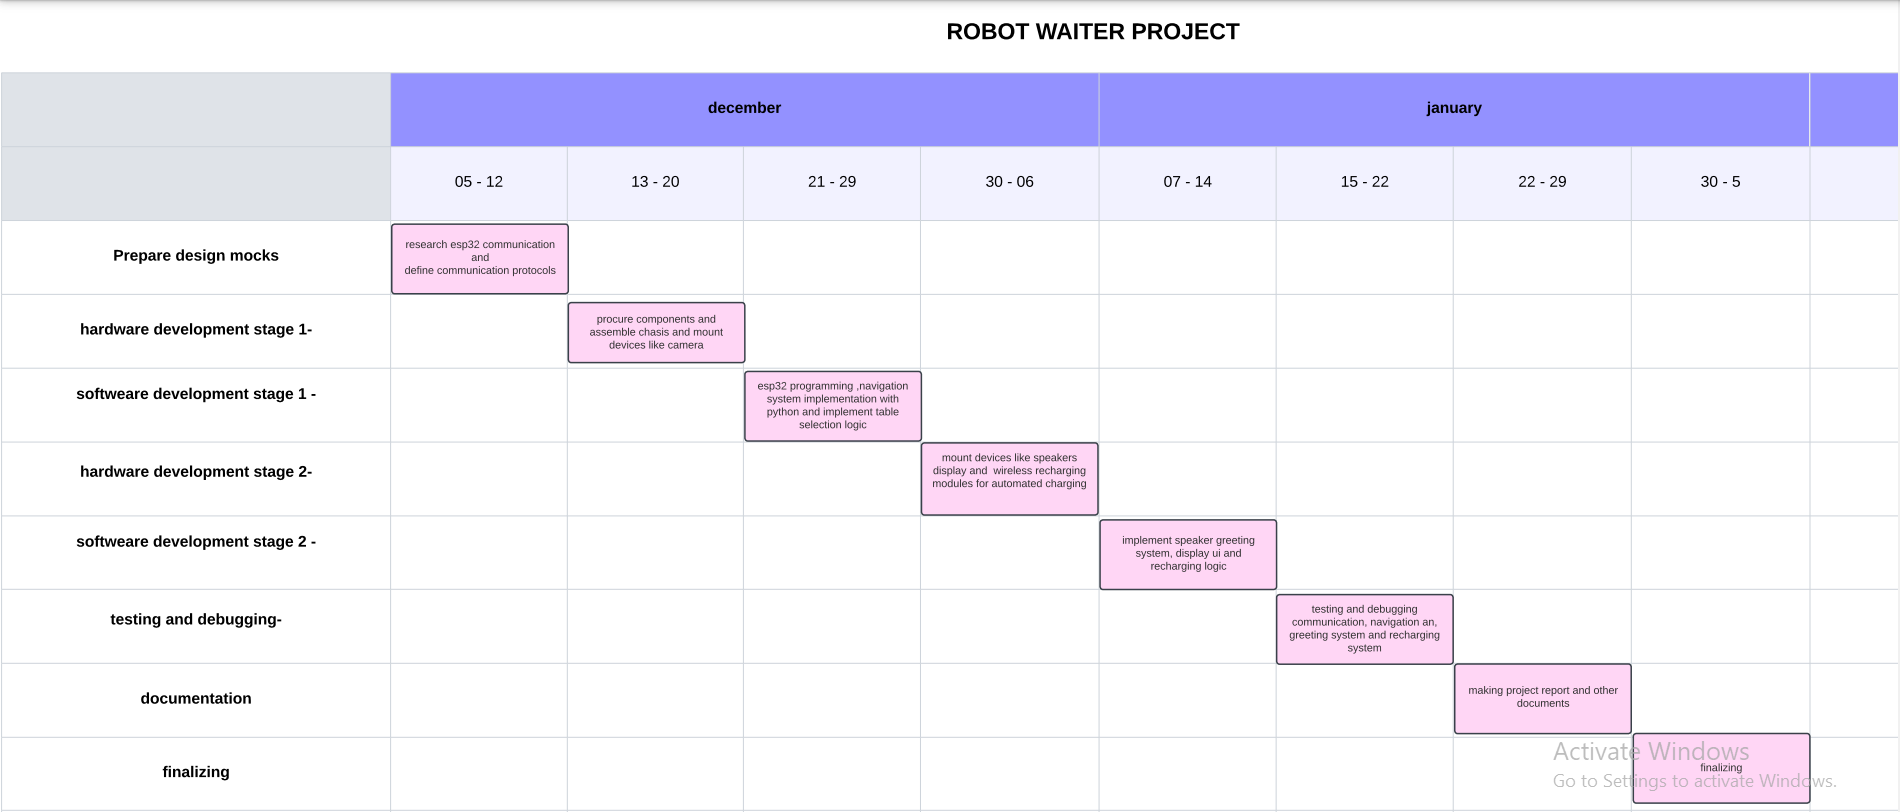 ROBOT WAITER PROJECT
december
january
05 - 12
13 - 20
21 - 29
30 - 06
07 - 14
15 - 22
22 - 29
30 - 5
Prepare design mocks
research esp32 communication
and
define communication protocols
hardware development stage 1-
procure components and
assemble chasis and mount
devices like camera
softweare development stage 1 -
esp32 programming ,navigation
system implementation with
python and implement table
selection logic
hardware development stage 2-
mount devices like speakers
display and  wireless recharging
modules for automated charging
softweare development stage 2 -
implement speaker greeting
system, display ui and
recharging logic
testing and debugging-
testing and debugging
communication, navigation an,
greeting system and recharging
system
documentation
making project report and other
documents
finalizing
finalizing
Activate Windows
Go to Settings to activate Windows.